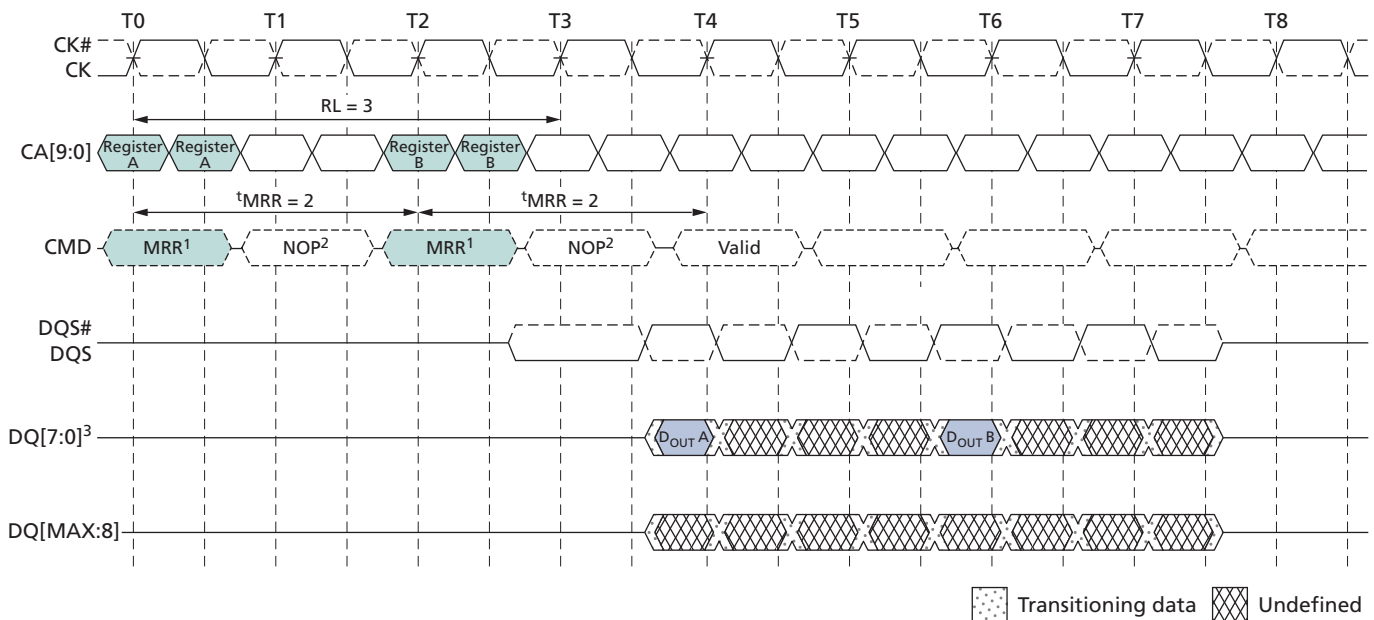 T0 T1 T2 T3 T4 T5 T6 T7 T8
CK#
CK
RL = 3
CA[9:0]
Register A Register A Register B Register B
tMRR = 2 tMRR = 2
CMD MRR1 NOP2 MRR1 NOP2 Valid
DQS#
DQS
DQ[7:0]3 DOUT A DOUT B
DQ[MAX:8]
Transitioning data Undefined